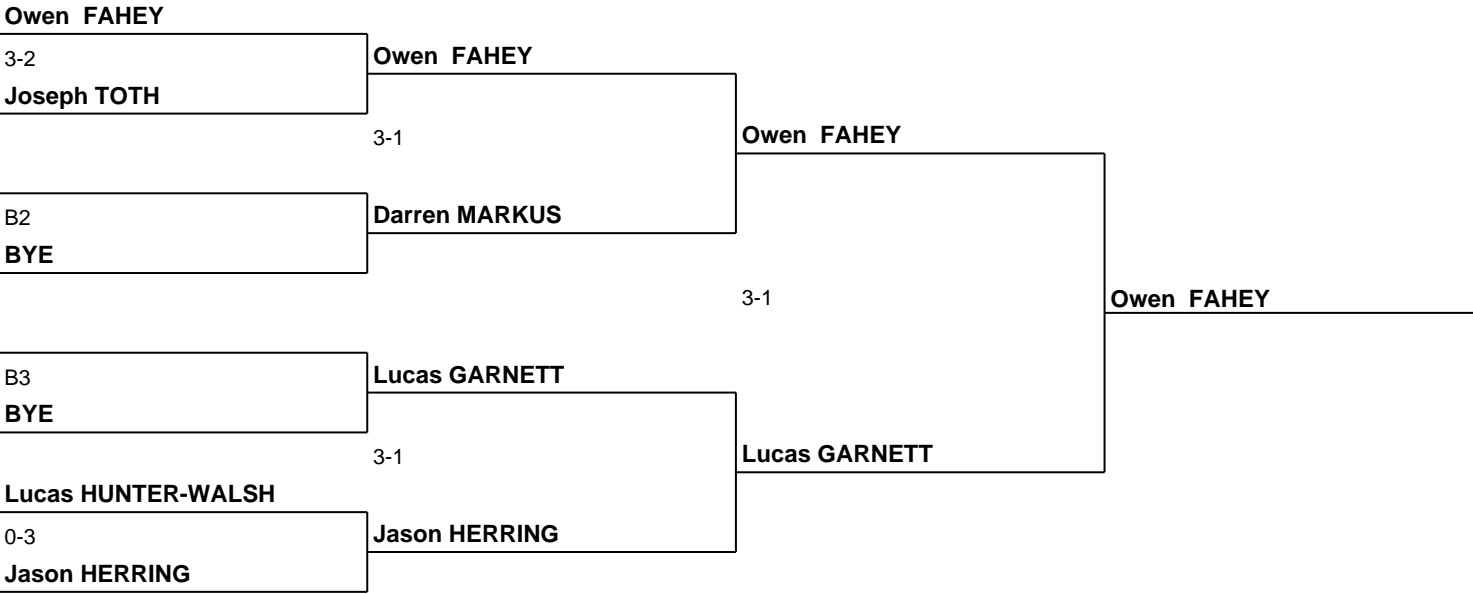 Owen FAHEY
3-2
Joseph TOTH
B2
BYE
B3
BYE
Lucas HUNTER-WALSH
0-3
Jason HERRING
Owen FAHEY
3-1
Darren MARKUS
Lucas GARNETT
3-1
Jason HERRING
Owen FAHEY
3-1
Lucas GARNETT
Owen FAHEY